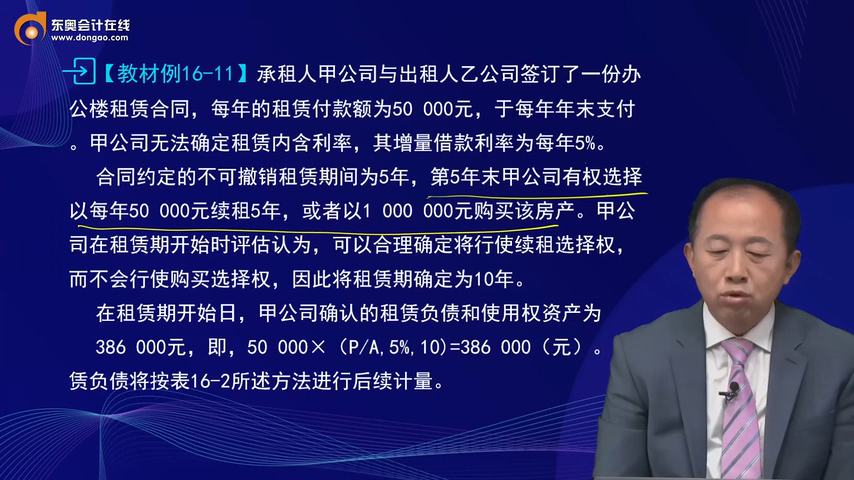 东奥会计在线
www.dongao.com
【教材例16-11】承租人甲公司与出租人乙公司签订了一份办
公楼租赁合同，每年的租赁付款额为50 000元，于每年年末支付
。甲公司无法确定租赁内含利率，其增量借款利率为每年5%。
合同约定的不可撤销租赁期间为5年，第5年末甲公司有权选择
以每年50 000元续租5年，或者以1 000 000元购买该房产。甲公
司在租赁期开始时评估认为，可以合理确定将行使续租选择权，
而不会行使购买选择权，因此将租赁期确定为10年。
在租赁期开始日，甲公司确认的租赁负债和使用权资产为
386 000元，即，50 000×（P/A,5%,10)=386 000（元）。
赁负债将按表16-2所述方法进行后续计量。